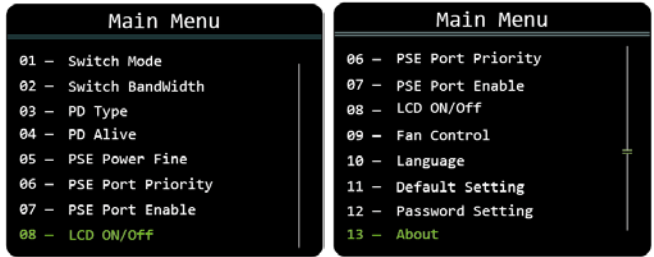 Main Menu
01 – Switch Mode
02 – Switch BandWidth
03 – PD Type
04 – PD Alive
05 – PSE Power Fine
06 – PSE Port Priority
07 – PSE Port Enable
08 – LCD ON/Off
Main Menu
06 – PSE Port Priority
07 – PSE Port Enable
08 – LCD ON/Off
09 – Fan Control
10 – Language
11 – Default Setting
12 – Password Setting
13 – About